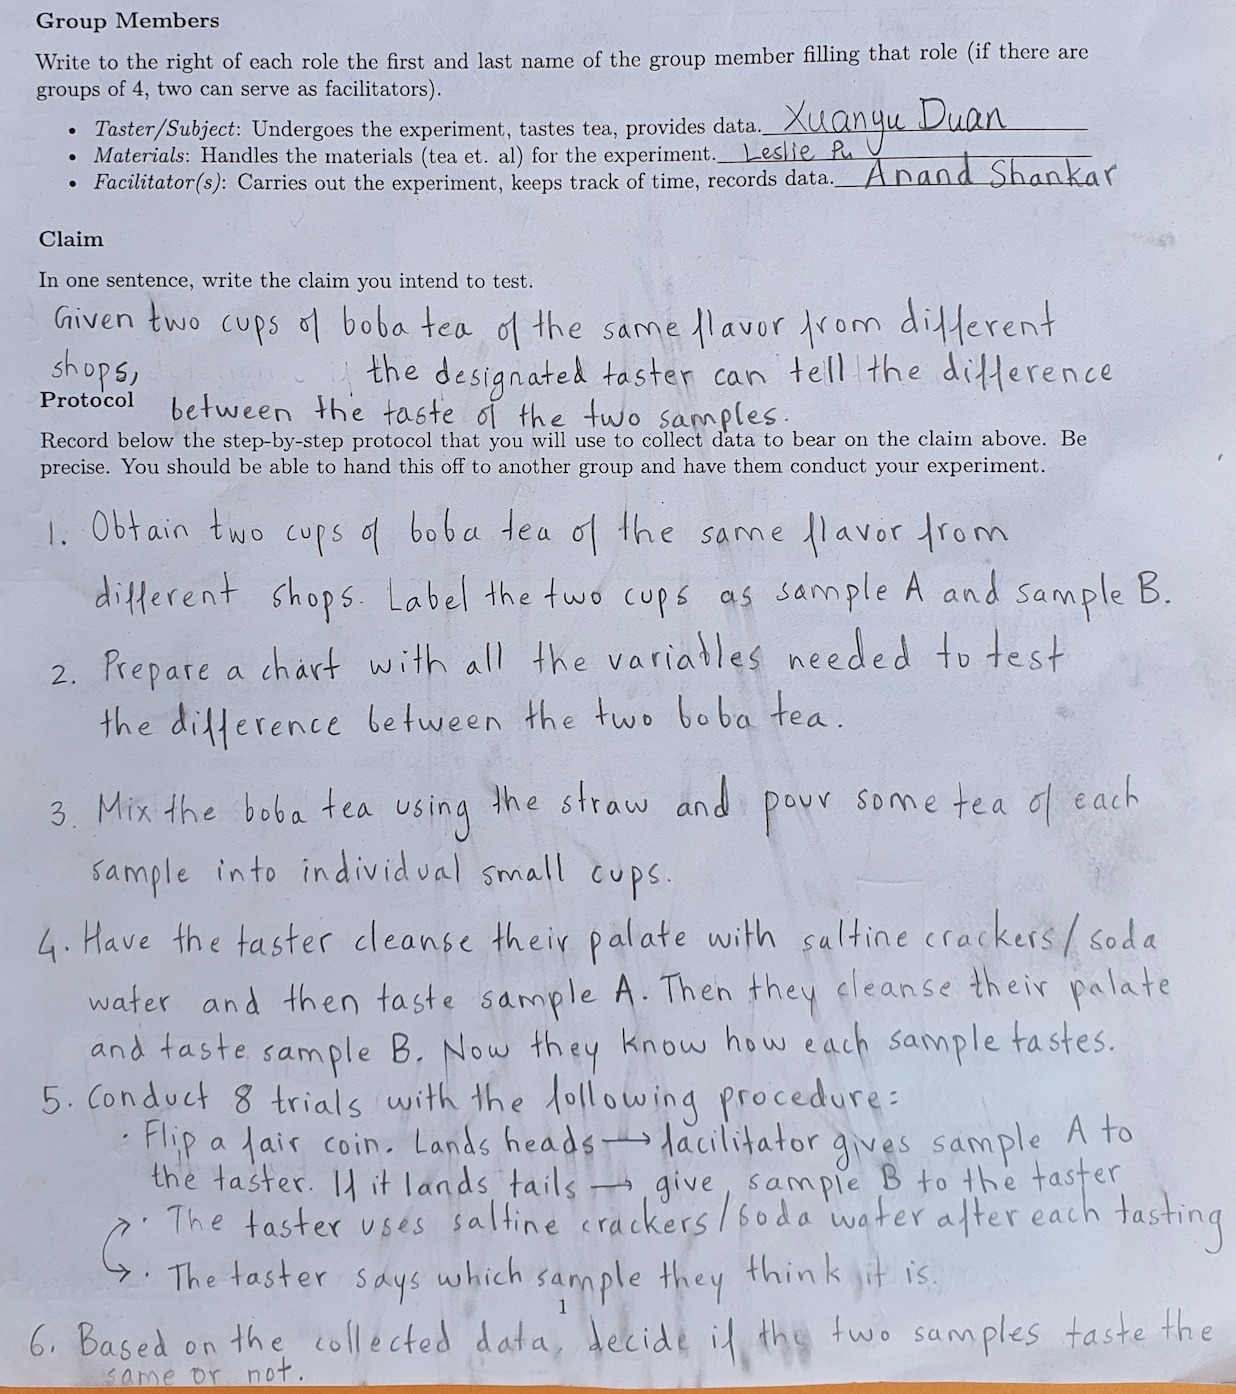 Group Members
Write to the right of each role the first and last name of the group member filling that role (if there are
groups of 4, two can serve as facilitators).
• Taster/Subject: Undergoes the experiment, tastes tea, provides data. Xuanyu Duan
• Materials: Handles the materials (tea et. al) for the experiment. Leslie Pu
• Facilitator(s): Carries out the experiment, keeps track of time, records data. Anand Shankar
Claim
In one sentence, write the claim you intend to test.
Given two cups of boba tea of the same flavor from different
shops, the designated taster can tell the difference
between the taste of the two samples.
Protocol
Record below the step-by-step protocol that you will use to collect data to bear on the claim above. Be
precise. You should be able to hand this off to another group and have them conduct your experiment.
1. Obtain two cups of boba tea of the same flavor from
different shops. Label the two cups as sample A and sample B.
2. Prepare a chart with all the variables needed to test
the difference between the two boba tea.
3. Mix the boba tea using the straw and pour some tea of each
sample into individual small cups.
4. Have the taster cleanse their palate with saltine crackers/soda
water and then taste sample A. Then they cleanse their palate
and taste sample B. Now they know how each sample tastes.
5. Conduct 8 trials with the following procedure:
· Flip a fair coin. Lands heads → facilitator gives sample A to
the taster. If it lands tails → give sample B to the taster
· The taster uses saltine crackers/soda water after each tasting
· The taster says which sample they think it is.
1
6. Based on the collected data, decide if the two samples taste the
same or not.